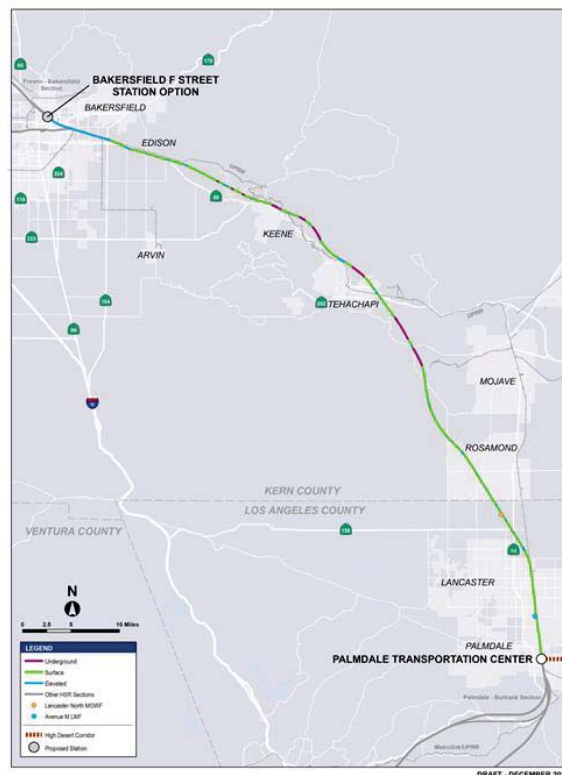 178
65
Fresno - Bakersfield
Section
BAKERSFIELD F STREET
STATION OPTION
BAKERSFIELD
EDISON
UPRR
204
58
119
KEENE
223
ARVIN
TEHACHAPI
202
99
UPRR
MOJAVE
5
ROSAMOND
KERN COUNTY
LOS ANGELES COUNTY
VENTURA COUNTY
138
14
LANCASTER
N
0 2.5 5 10 Miles
PALMDALE
PALMDALE TRANSPORTATION CENTER
LEGEND
Underground
Surface
Elevated
Other HSR Sections
Lancaster North MOWF
Avenue M LMF
High Desert Corridor
Proposed Station
Palmdale - Burbank Section
Metrolink/UPRR
DRAFT - DECEMBER 20